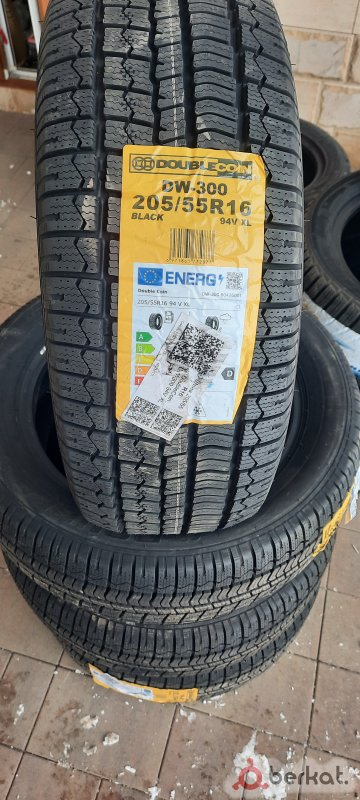 DOUBLECOIN
DW-300
205/55R16
BLACK 94V XL
ENERG
Double Coin
205/55R16 94 V XL
A
B
D
berkat.